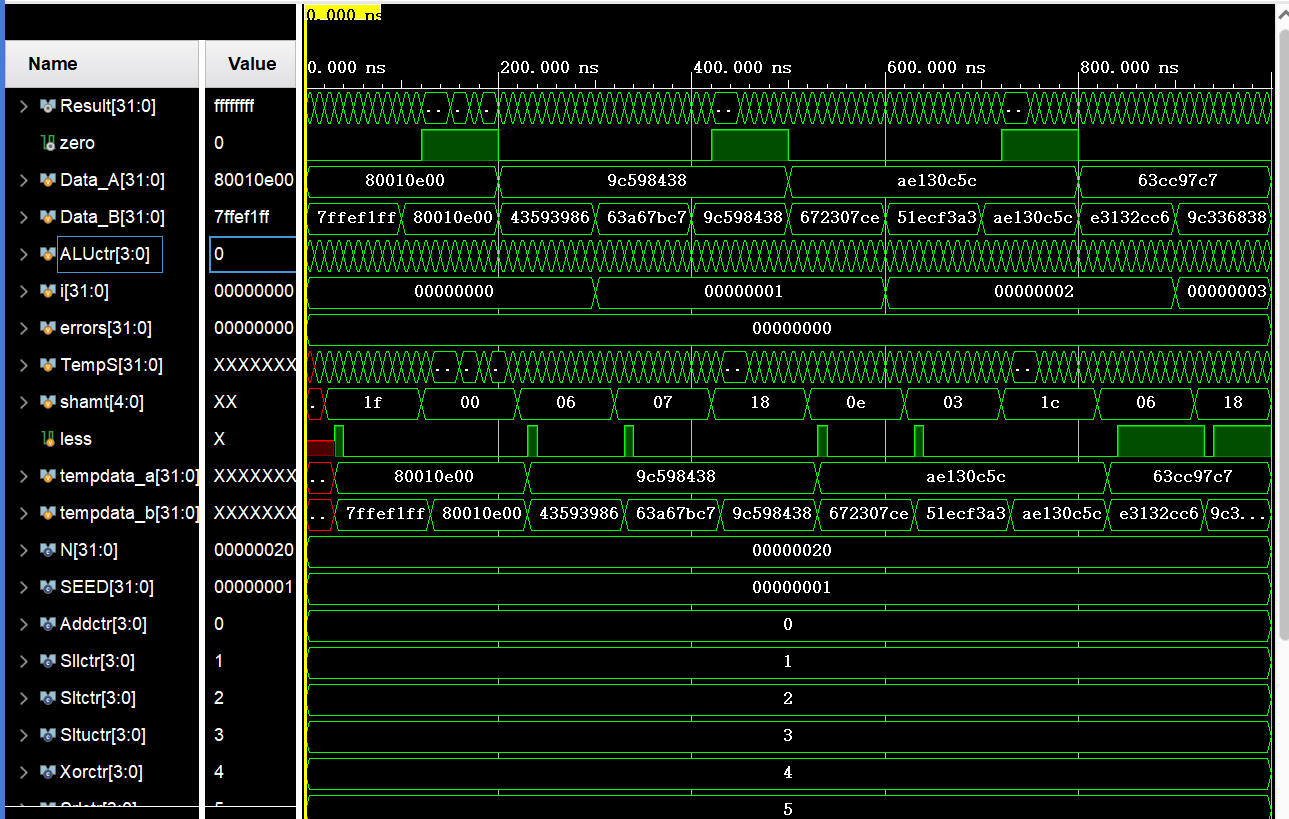 0.000 ns
Name Value
0.000 ns 200.000 ns 400.000 ns 600.000 ns 800.000 ns
Result[31:0] ffffffff .. . . .. ..
zero 0
Data_A[31:0] 80010e00 80010e00 9c598438 ae130c5c 63cc97c7
Data_B[31:0] 7ffef1ff 7ffef1ff 80010e00 43593986 63a67bc7 9c598438 672307ce 51ecf3a3 ae130c5c e3132cc6 9c336838
ALUctr[3:0] 0
i[31:0] 00000000 00000000 00000001 00000002 00000003
errors[31:0] 00000000 00000000
TempS[31:0] XXXXXXX .. . . .. ..
shamt[4:0] XX . 1f 00 06 07 18 0e 03 1c 06 18
less X
tempdata_a[31:0] XXXXXXX .. 80010e00 9c598438 ae130c5c 63cc97c7
tempdata_b[31:0] XXXXXXX .. 7ffef1ff 80010e00 43593986 63a67bc7 9c598438 672307ce 51ecf3a3 ae130c5c e3132cc6 9c3...
N[31:0] 00000020 00000020
SEED[31:0] 00000001 00000001
Addctr[3:0] 0 0
Sllctr[3:0] 1 1
Sltctr[3:0] 2 2
Sltuctr[3:0] 3 3
Xorctr[3:0] 4 4
5